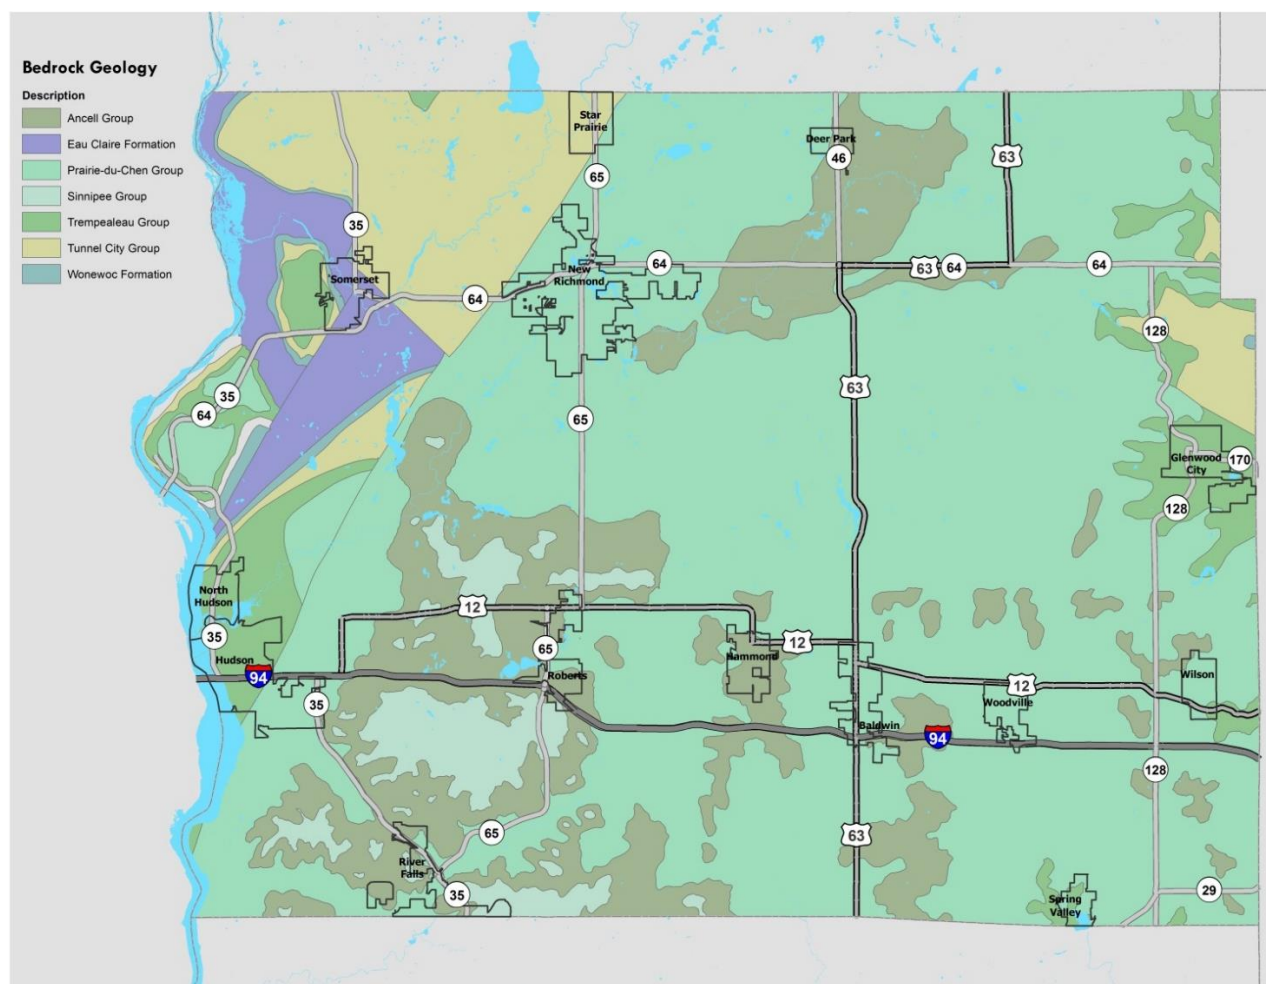 Bedrock Geology
Description
Ancell Group
Eau Claire Formation
Prairie-du-Chen Group
Sinnipee Group
Trempealeau Group
Tunnel City Group
Wonewoc Formation
Star
Prairie
Deer Park
46
63
65
35
64
63
64
64
Somerset
New
Richmond
64
128
63
35
64
65
Glenwood
City
170
128
North
Hudson
12
35
65
12
Hammond
Hudson
94
Roberts
12
Wilson
35
Woodville
Baldwin
94
128
65
63
River
Falls
35
29
Spring
Valley